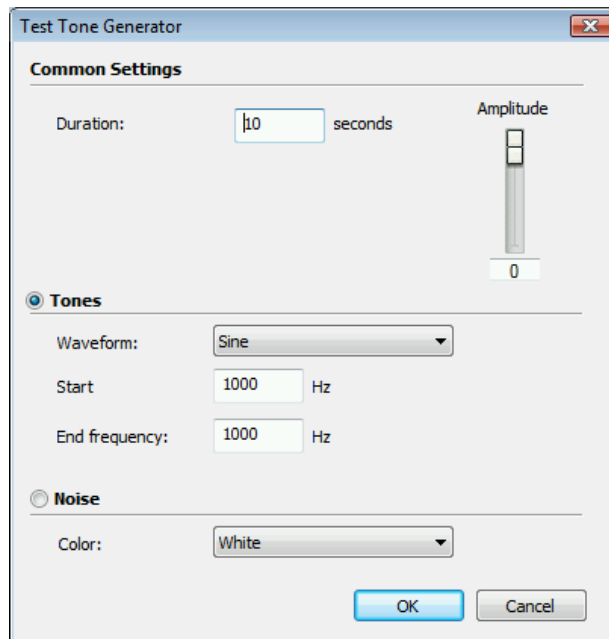 Test Tone Generator
Common Settings
Amplitude
Duration: 10 seconds
0
Tones
Waveform: Sine
Start 1000 Hz
End frequency: 1000 Hz
Noise
Color: White
OK Cancel